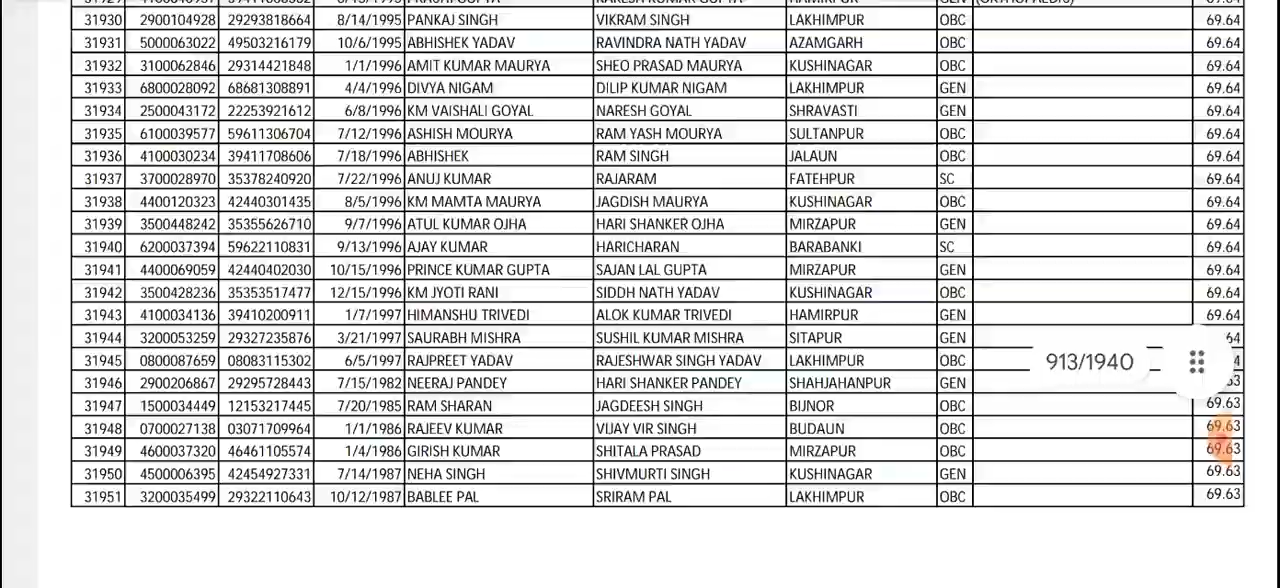 31930 2900104928 29293818664 8/14/1995 PANKAJ SINGH VIKRAM SINGH LAKHIMPUR OBC 69.64
31931 5000063022 49503216179 10/6/1995 ABHISHEK YADAV RAVINDRA NATH YADAV AZAMGARH OBC 69.64
31932 3100062846 29314421848 1/1/1996 AMIT KUMAR MAURYA SHEO PRASAD MAURYA KUSHINAGAR OBC 69.64
31933 6800028092 68681308891 4/4/1996 DIVYA NIGAM DILIP KUMAR NIGAM LAKHIMPUR GEN 69.64
31934 2500043172 22253921612 6/8/1996 KM VAISHALI GOYAL NARESH GOYAL SHRAVASTI GEN 69.64
31935 6100039577 59611306704 7/12/1996 ASHISH MOURYA RAM YASH MOURYA SULTANPUR OBC 69.64
31936 4100030234 39411708606 7/18/1996 ABHISHEK RAM SINGH JALAUN OBC 69.64
31937 3700028970 35378240920 7/22/1996 ANUJ KUMAR RAJARAM FATEHPUR SC 69.64
31938 4400120323 42440301435 8/5/1996 KM MAMTA MAURYA JAGDISH MAURYA KUSHINAGAR OBC 69.64
31939 3500448242 35355626710 9/7/1996 ATUL KUMAR OJHA HARI SHANKER OJHA MIRZAPUR GEN 69.64
31940 6200037394 59622110831 9/13/1996 AJAY KUMAR HARICHARAN BARABANKI SC 69.64
31941 4400069059 42440402030 10/15/1996 PRINCE KUMAR GUPTA SAJAN LAL GUPTA MIRZAPUR GEN 69.64
31942 3500428236 35353517477 12/15/1996 KM JYOTI RANI SIDDH NATH YADAV KUSHINAGAR OBC 69.64
31943 4100034136 39410200911 1/7/1997 HIMANSHU TRIVEDI ALOK KUMAR TRIVEDI HAMIRPUR GEN 69.64
31944 3200053259 29327235876 3/21/1997 SAURABH MISHRA SUSHIL KUMAR MISHRA SITAPUR GEN 64
31945 0800087659 08083115302 6/5/1997 RAJPREET YADAV RAJESHWAR SINGH YADAV LAKHIMPUR OBC 913/1940 4
31946 2900206867 29295728443 7/15/1982 NEERAJ PANDEY HARI SHANKER PANDEY SHAHJAHANPUR GEN
31947 1500034449 12153217445 7/20/1985 RAM SHARAN JAGDEESH SINGH BIJNOR OBC 69.63
31948 0700027138 03071709964 1/1/1986 RAJEEV KUMAR VIJAY VIR SINGH BUDAUN OBC 69.63
31949 4600037320 46461105574 1/4/1986 GIRISH KUMAR SHITALA PRASAD MIRZAPUR OBC 69.63
31950 4500006395 42454927331 7/14/1987 NEHA SINGH SHIVMURTI SINGH KUSHINAGAR GEN 69.63
31951 3200035499 29322110643 10/12/1987 BABLEE PAL SRIRAM PAL LAKHIMPUR OBC 69.63